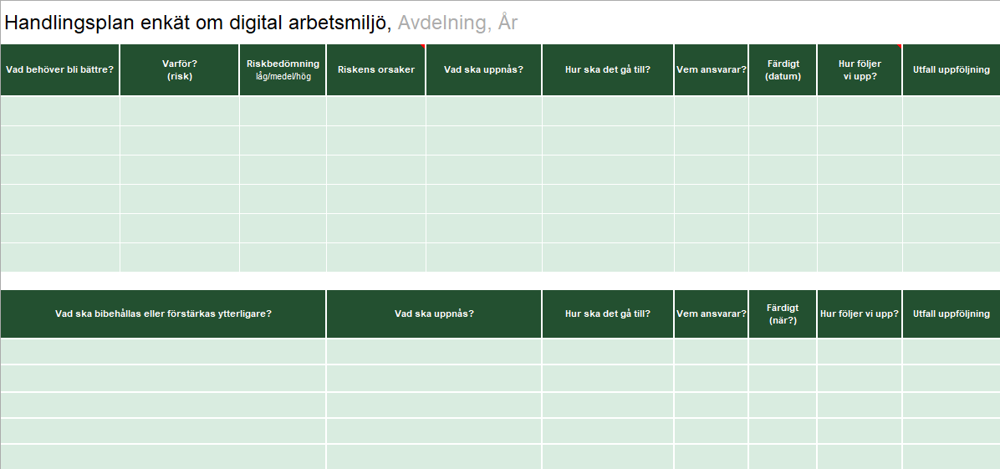 Handlingsplan enkät om digital arbetsmiljö, Avdelning, År
Vad behöver bli bättre?
Varför?
(risk)
Riskbedömning
låg/medel/hög
Riskens orsaker
Vad ska uppnås?
Hur ska det gå till?
Vem ansvarar?
Färdigt
(datum)
Hur följer
vi upp?
Utfall uppföljning
Vad ska bibehållas eller förstärkas ytterligare?
Vad ska uppnås?
Hur ska det gå till?
Vem ansvarar?
Färdigt
(när?)
Hur följer vi upp?
Utfall uppföljning